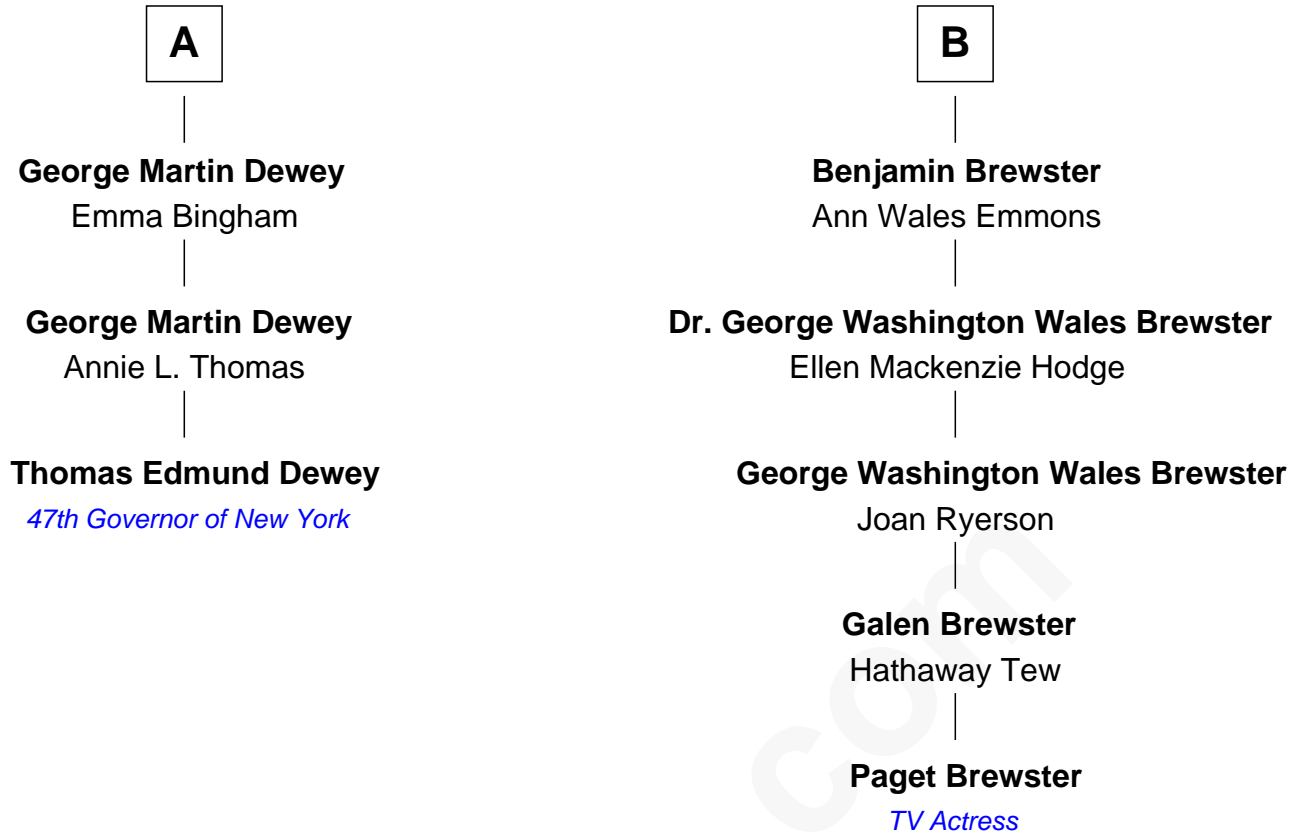 A
George Martin Dewey
Emma Bingham
George Martin Dewey
Annie L. Thomas
Thomas Edmund Dewey
47th Governor of New York
B
Benjamin Brewster
Ann Wales Emmons
Dr. George Washington Wales Brewster
Ellen Mackenzie Hodge
George Washington Wales Brewster
Joan Ryerson
Galen Brewster
Hathaway Tew
Paget Brewster
TV Actress
com